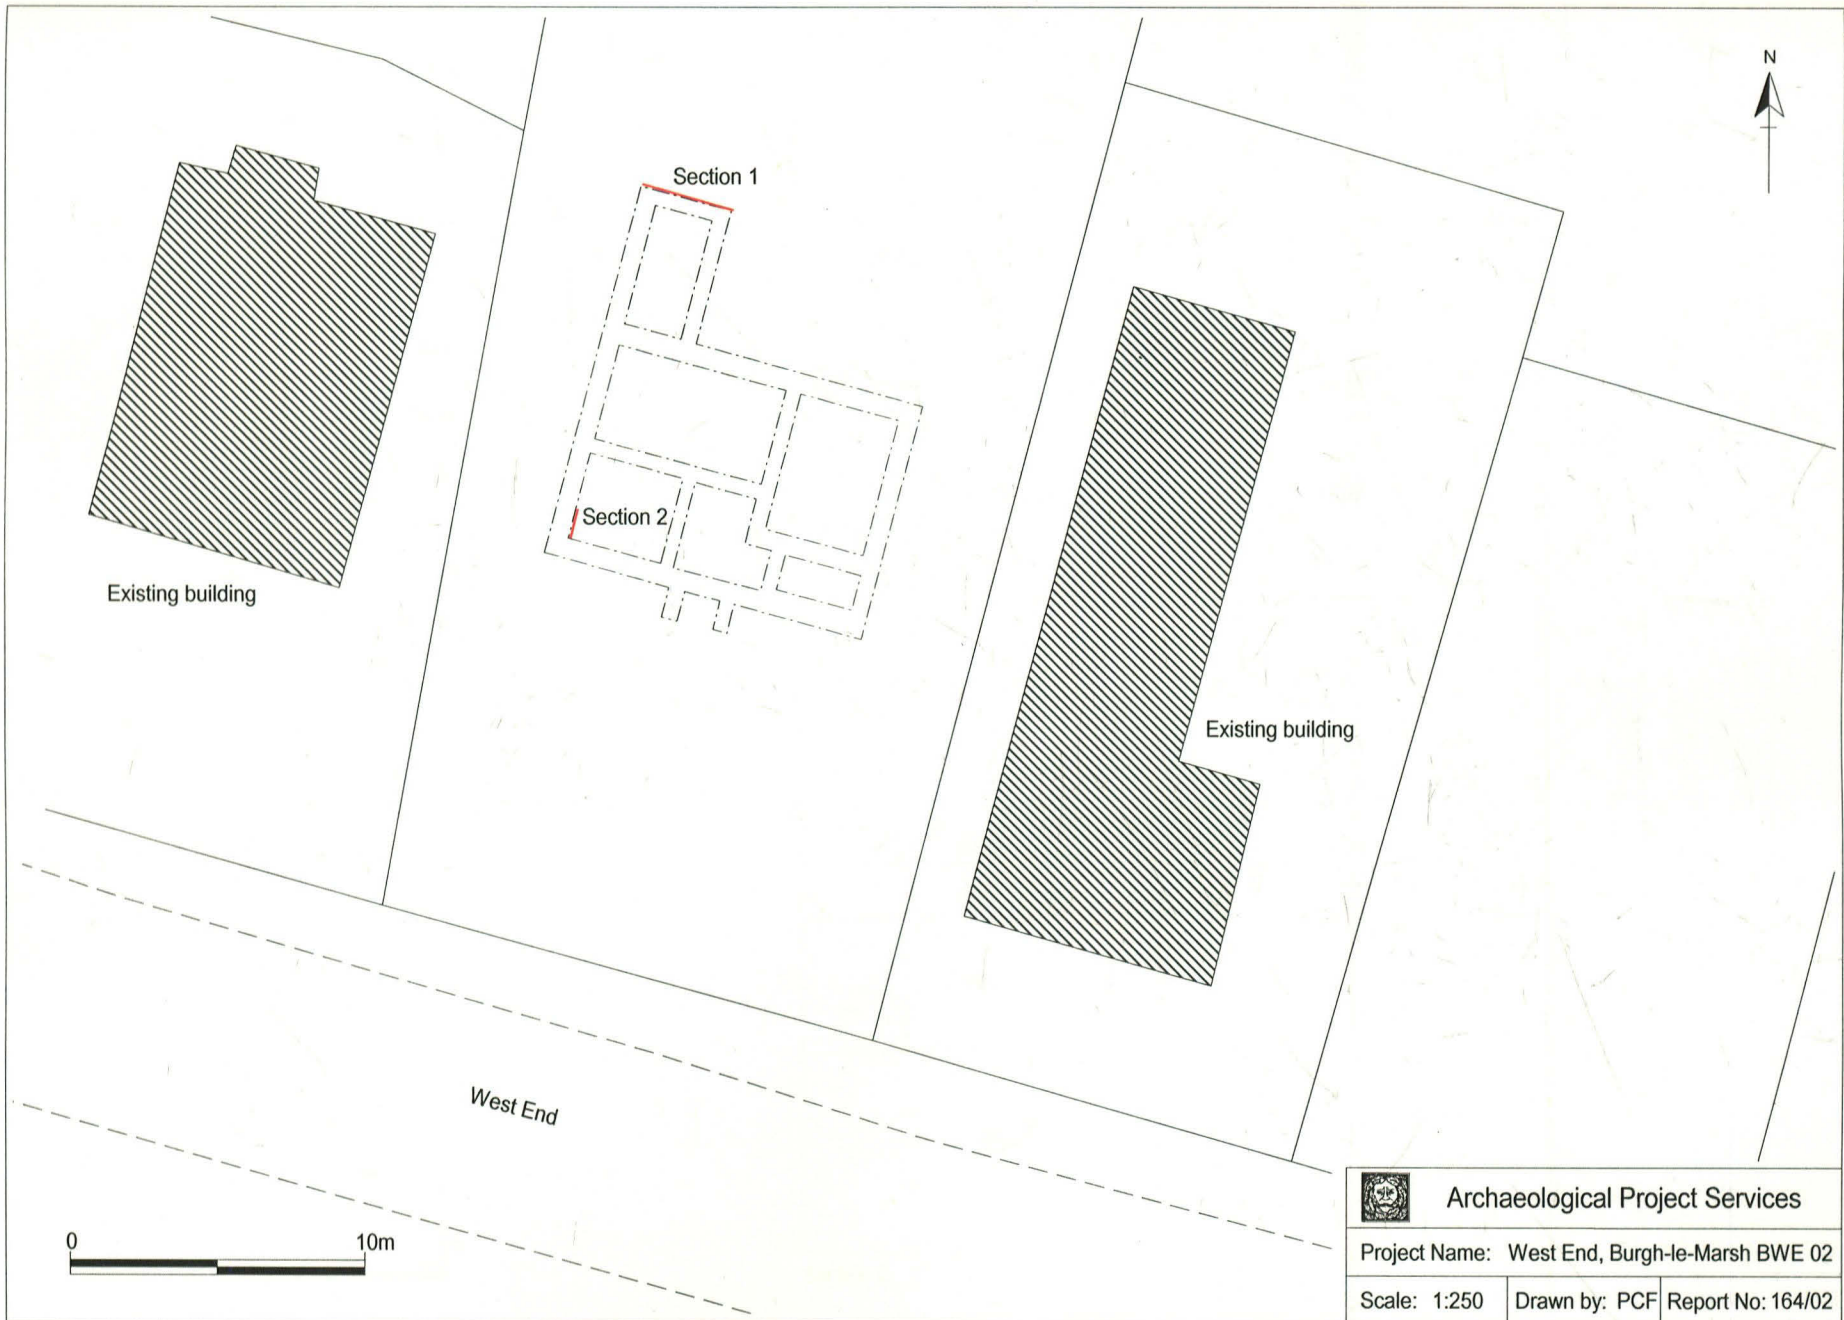 N
Section 1
Section 2
Existing building
Existing building
West End
0 10m
Archaeological Project Services
Project Name: West End, Burgh-le-Marsh BWE 02
Scale: 1:250 Drawn by: PCF Report No: 164/02